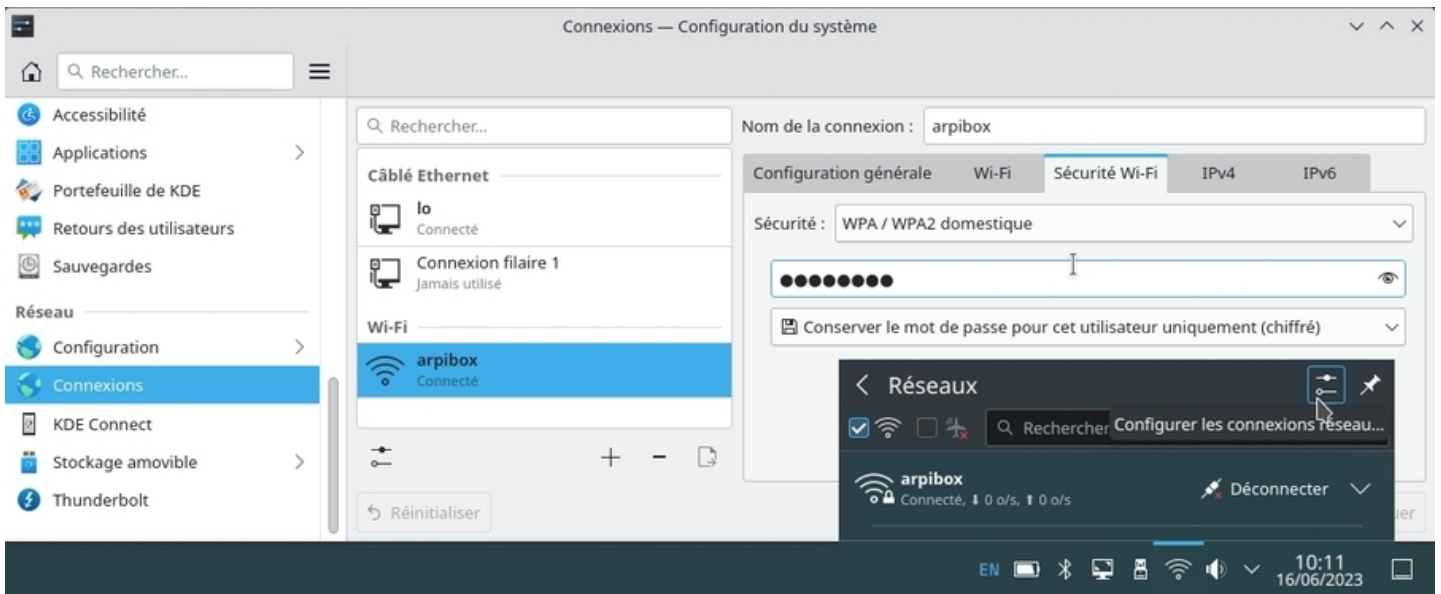 Connexions — Configuration du système
Rechercher...
Accessibilité
Applications
Portefeuille de KDE
Retours des utilisateurs
Sauvegardes
Réseau
Configuration
Connexions
KDE Connect
Stockage amovible
Thunderbolt
Rechercher...
Câblé Ethernet
lo
Connecté
Connexion filaire 1
Jamais utilisé
Wi-Fi
arpibox
Connecté
Réinitialiser
Nom de la connexion : arpibox
Configuration générale Wi-Fi Sécurité Wi-Fi IPv4 IPv6
Sécurité : WPA / WPA2 domestique
●●●●●●●●
Conserver le mot de passe pour cet utilisateur uniquement (chiffré)
Réseaux
Rechercher
Configurer les connexions réseau...
arpibox
Connecté, ⬇ 0 o/s, ⬆ 0 o/s
Déconnecter
uer
EN
10:11
16/06/2023